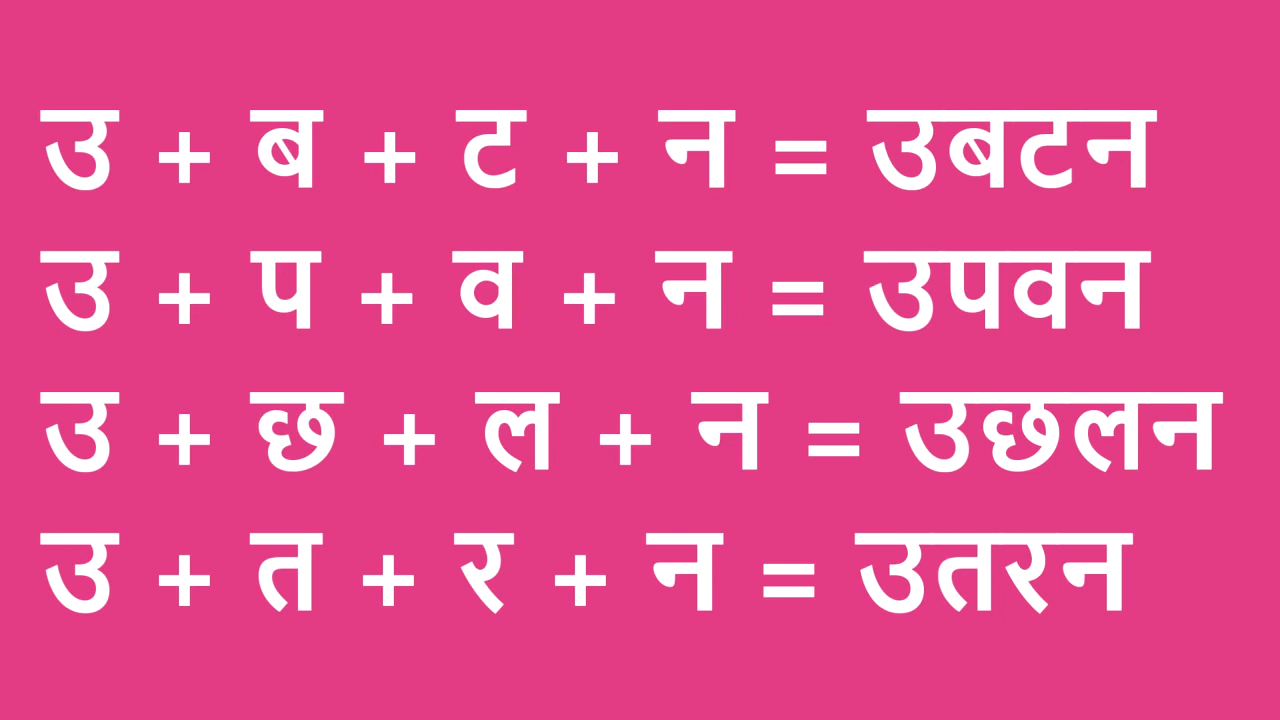 उ + ब + ट + न = उबटन
उ + प + व + न = उपवन
उ + छ + ल + न = उछलन
उ + त + र + न = उतरन